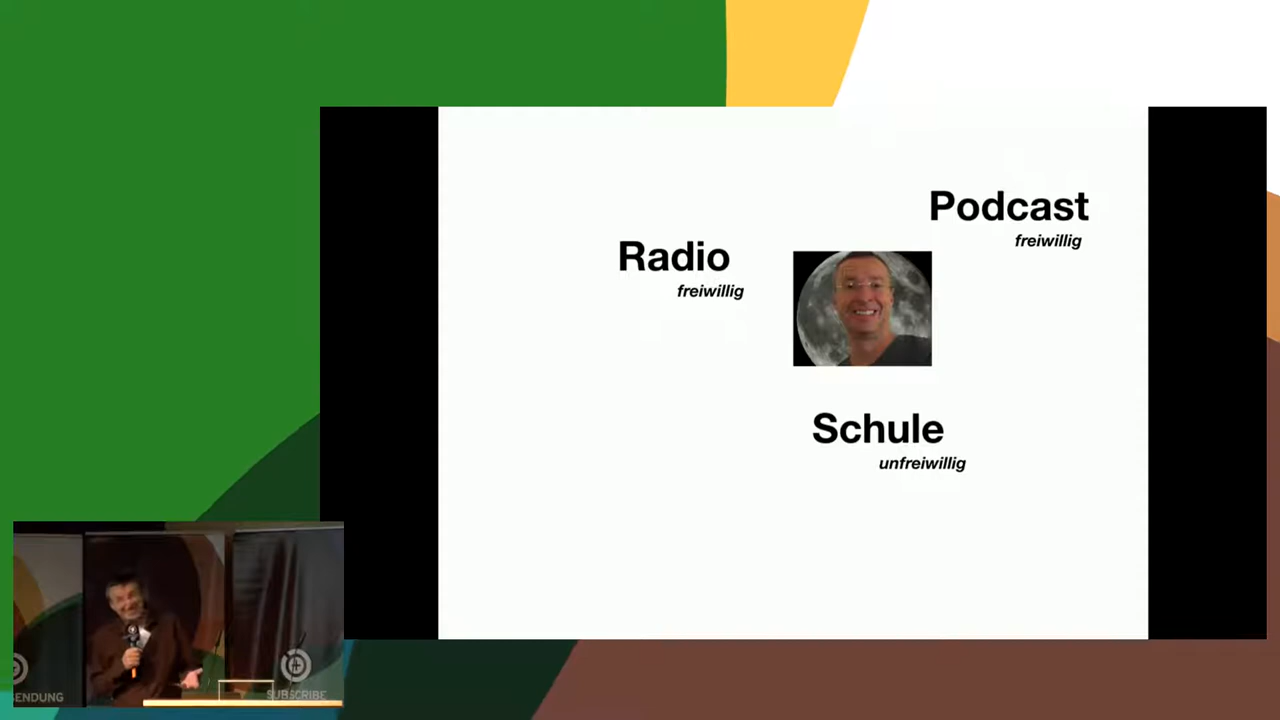 Podcast
freiwillig
Radio
freiwillig
Schule
unfreiwillig
ENDUNG
SUBSCRIBE